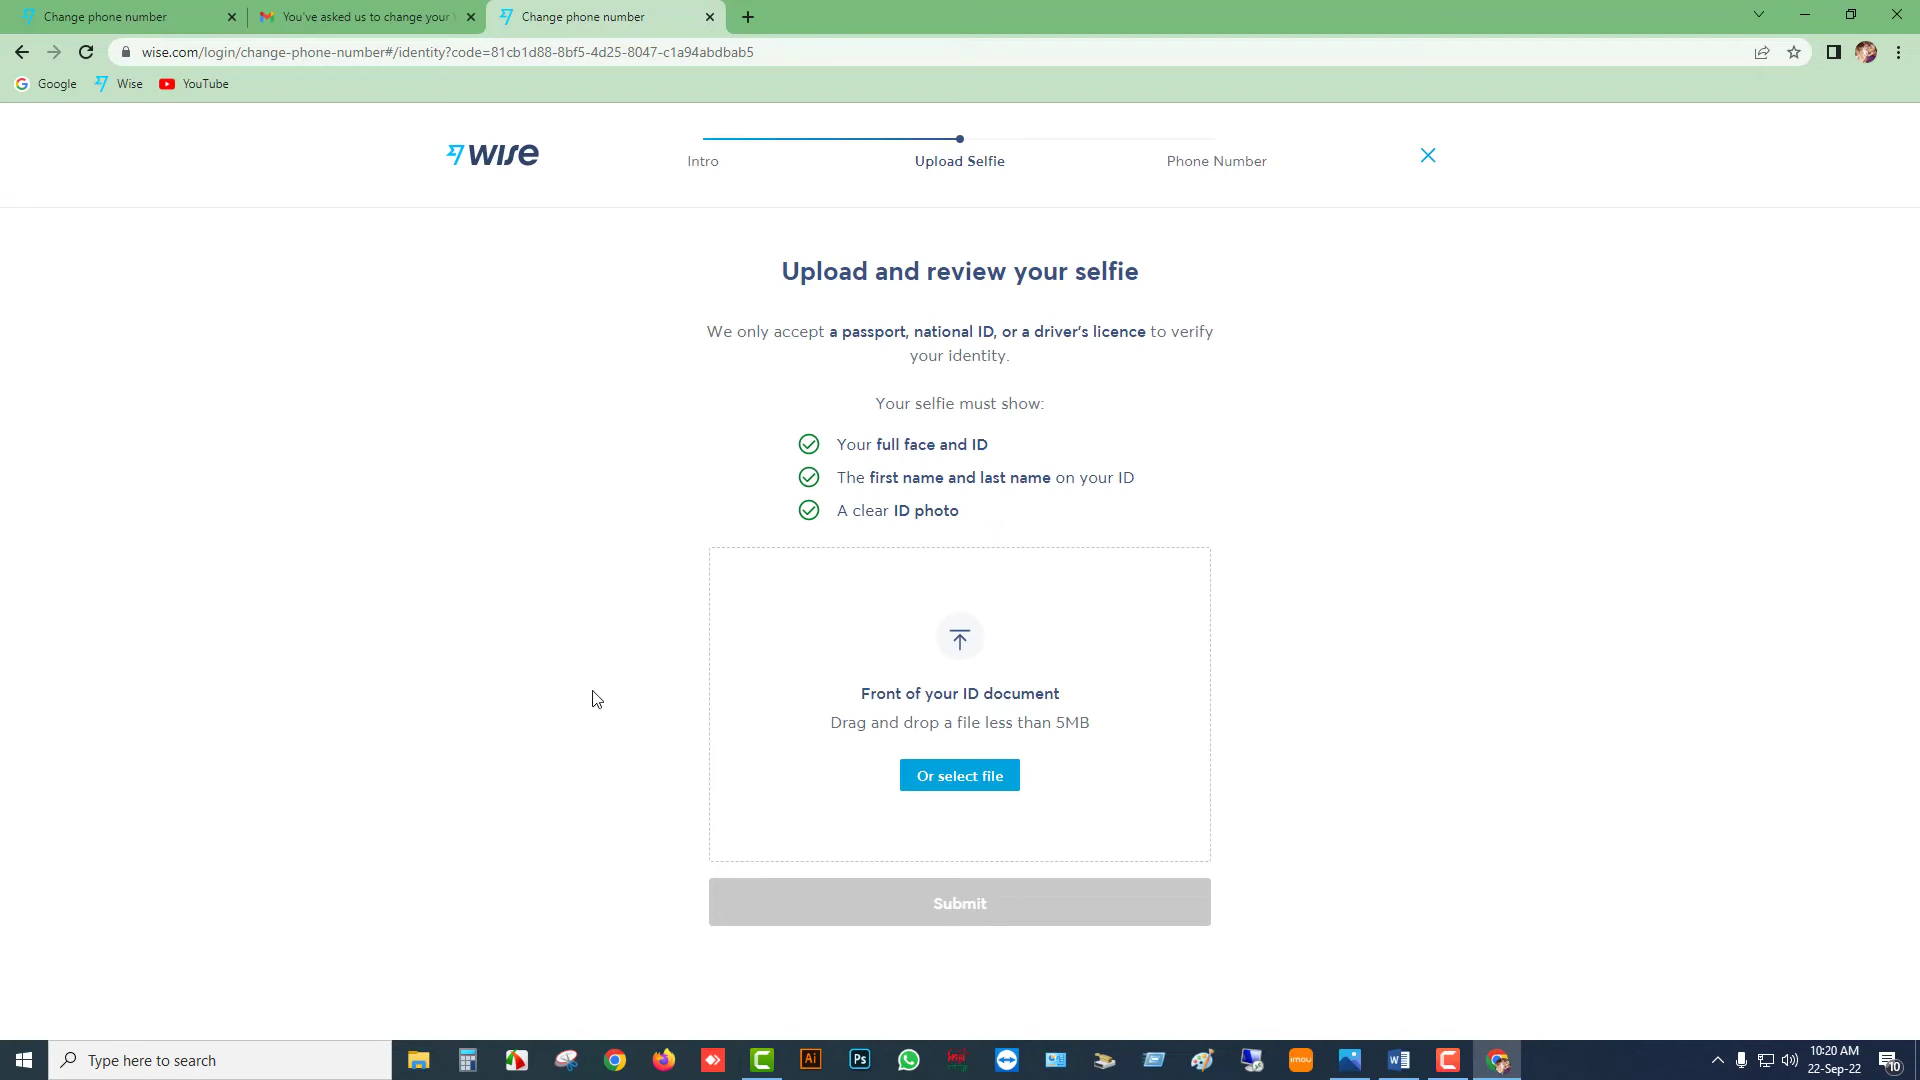 Change phone number
You've asked us to change your
Change phone number
wise.com/login/change-phone-number#/identity?code=81cb1d88-8bf5-4d25-8047-c1a94abdbab5
Google
Wise
YouTube
wise
Intro
Upload Selfie
Phone Number
Upload and review your selfie
We only accept a passport, national ID, or a driver's licence to verify
your identity.
Your selfie must show:
Your full face and ID
The first name and last name on your ID
A clear ID photo
Front of your ID document
Drag and drop a file less than 5MB
Or select file
Submit
Type here to search
Ai
Ps
imou
W
10:20 AM
22-Sep-22
10